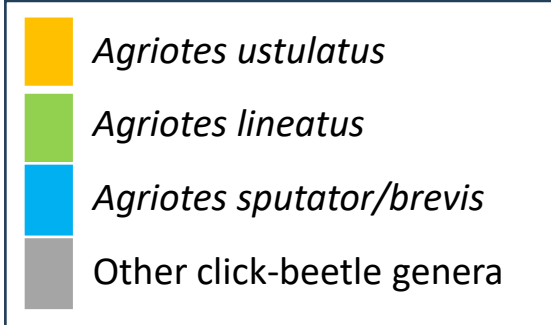 Agriotes ustulatus
Agriotes lineatus
Agriotes sputator/brevis
Other click-beetle genera